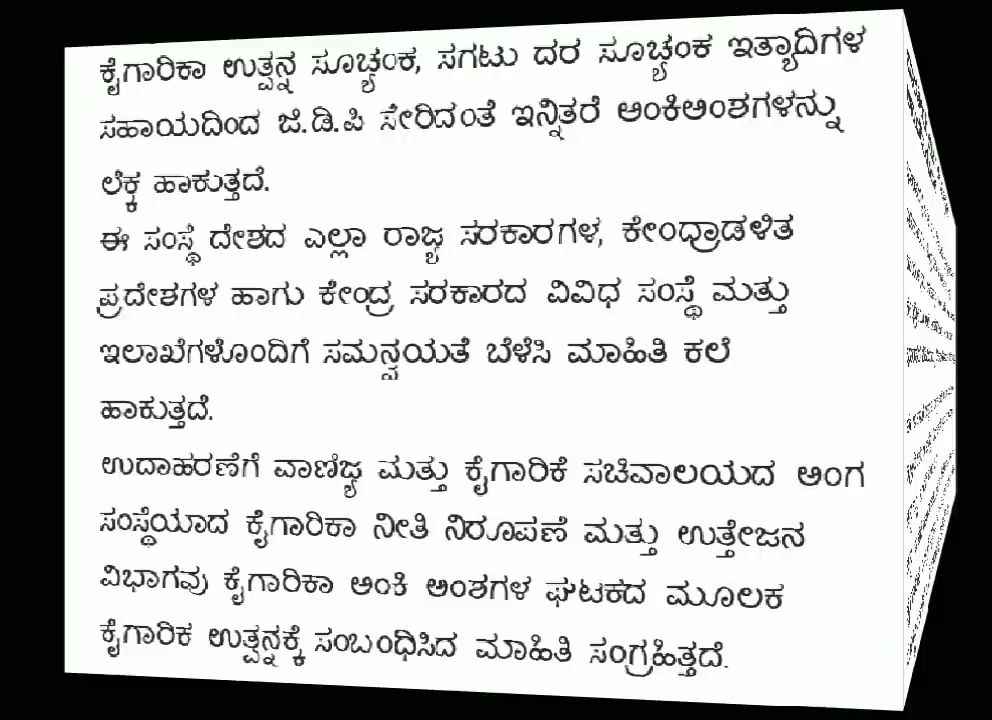 ಕೈಗಾರಿಕಾ ಉತ್ಪನ್ನ ಸೂಚ್ಯಂಕ, ಸಗಟು ದರ ಸೂಚ್ಯಂಕ ಇತ್ಯಾದಿಗಳ
ಸಹಾಯದಿಂದ ಜಿ.ಡಿ.ಪಿ ಸೇರಿದಂತೆ ಇನ್ನಿತರೆ ಅಂಕಿಅಂಶಗಳನ್ನು
ಲೆಕ್ಕ ಹಾಕುತ್ತದೆ.
ಈ ಸಂಸ್ಥೆ ದೇಶದ ಎಲ್ಲಾ ರಾಜ್ಯ ಸರಕಾರಗಳ, ಕೇಂದ್ರಾಡಳಿತ
ಪ್ರದೇಶಗಳ ಹಾಗು ಕೇಂದ್ರ ಸರಕಾರದ ವಿವಿಧ ಸಂಸ್ಥೆ ಮತ್ತು
ಇಲಾಖೆಗಳೊಂದಿಗೆ ಸಮನ್ವಯತೆ ಬೆಳೆಸಿ ಮಾಹಿತಿ ಕಲೆ
ಹಾಕುತ್ತದೆ.
ಉದಾಹರಣೆಗೆ ವಾಣಿಜ್ಯ ಮತ್ತು ಕೈಗಾರಿಕೆ ಸಚಿವಾಲಯದ ಅಂಗ
ಸಂಸ್ಥೆಯಾದ ಕೈಗಾರಿಕಾ ನೀತಿ ನಿರೂಪಣೆ ಮತ್ತು ಉತ್ತೇಜನ
ವಿಭಾಗವು ಕೈಗಾರಿಕಾ ಅಂಕಿ ಅಂಶಗಳ ಘಟಕದ ಮೂಲಕ
ಕೈಗಾರಿಕ ಉತ್ಪನ್ನಕ್ಕೆ ಸಂಬಂಧಿಸಿದ ಮಾಹಿತಿ ಸಂಗ್ರಹಿತ್ತದೆ.